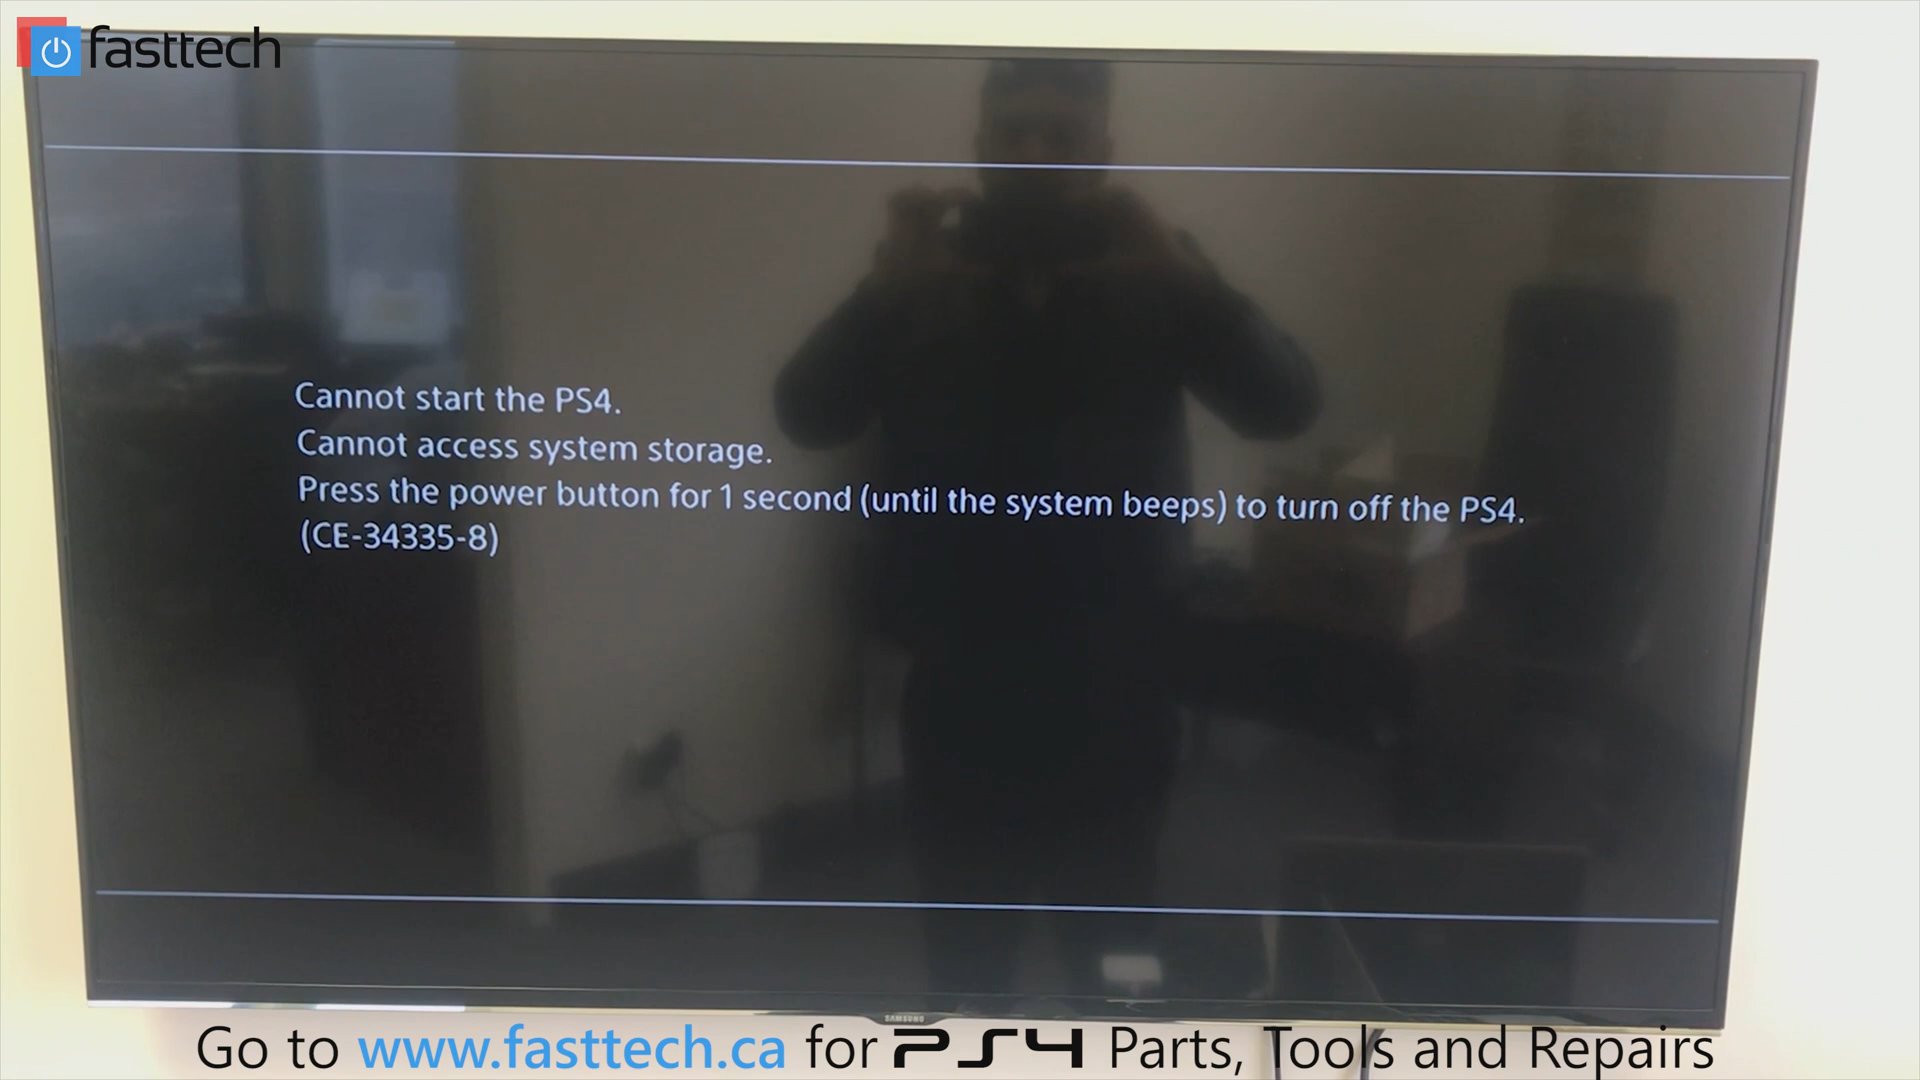 fasttech
Cannot start the PS4.
Cannot access system storage.
Press the power button for 1 second (until the system beeps) to turn off the PS4.
(CE-34335-8)
SAMSUNG
Go to www.fasttech.ca for PS4 Parts, Tools and Repairs